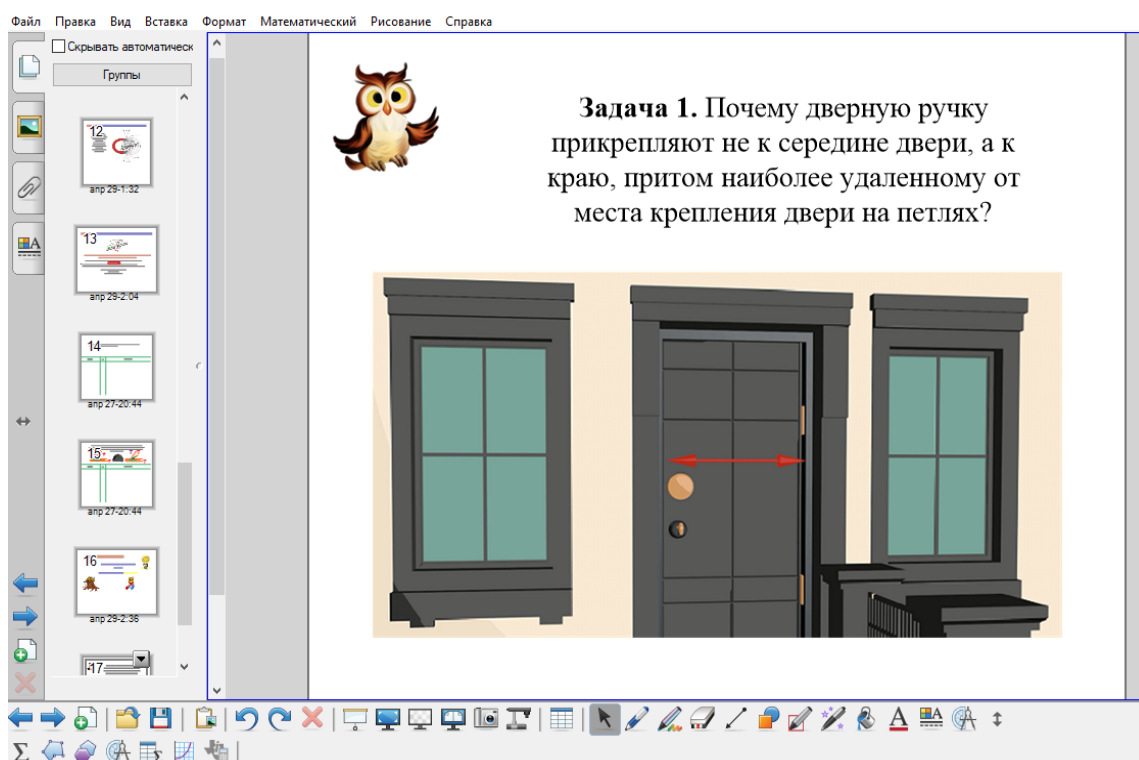 Файл Правка Вид Вставка Формат Математический Рисование Справка
Скрывать автоматическ
Группы
12
апр 29-1:32
13
апр 29-2:04
14
апр 27-20:44
15
апр 27-20:44
16
апр 29-2:36
17
Задача 1. Почему дверную ручку
прикрепляют не к середине двери, а к
краю, притом наиболее удаленному от
места крепления двери на петлях?